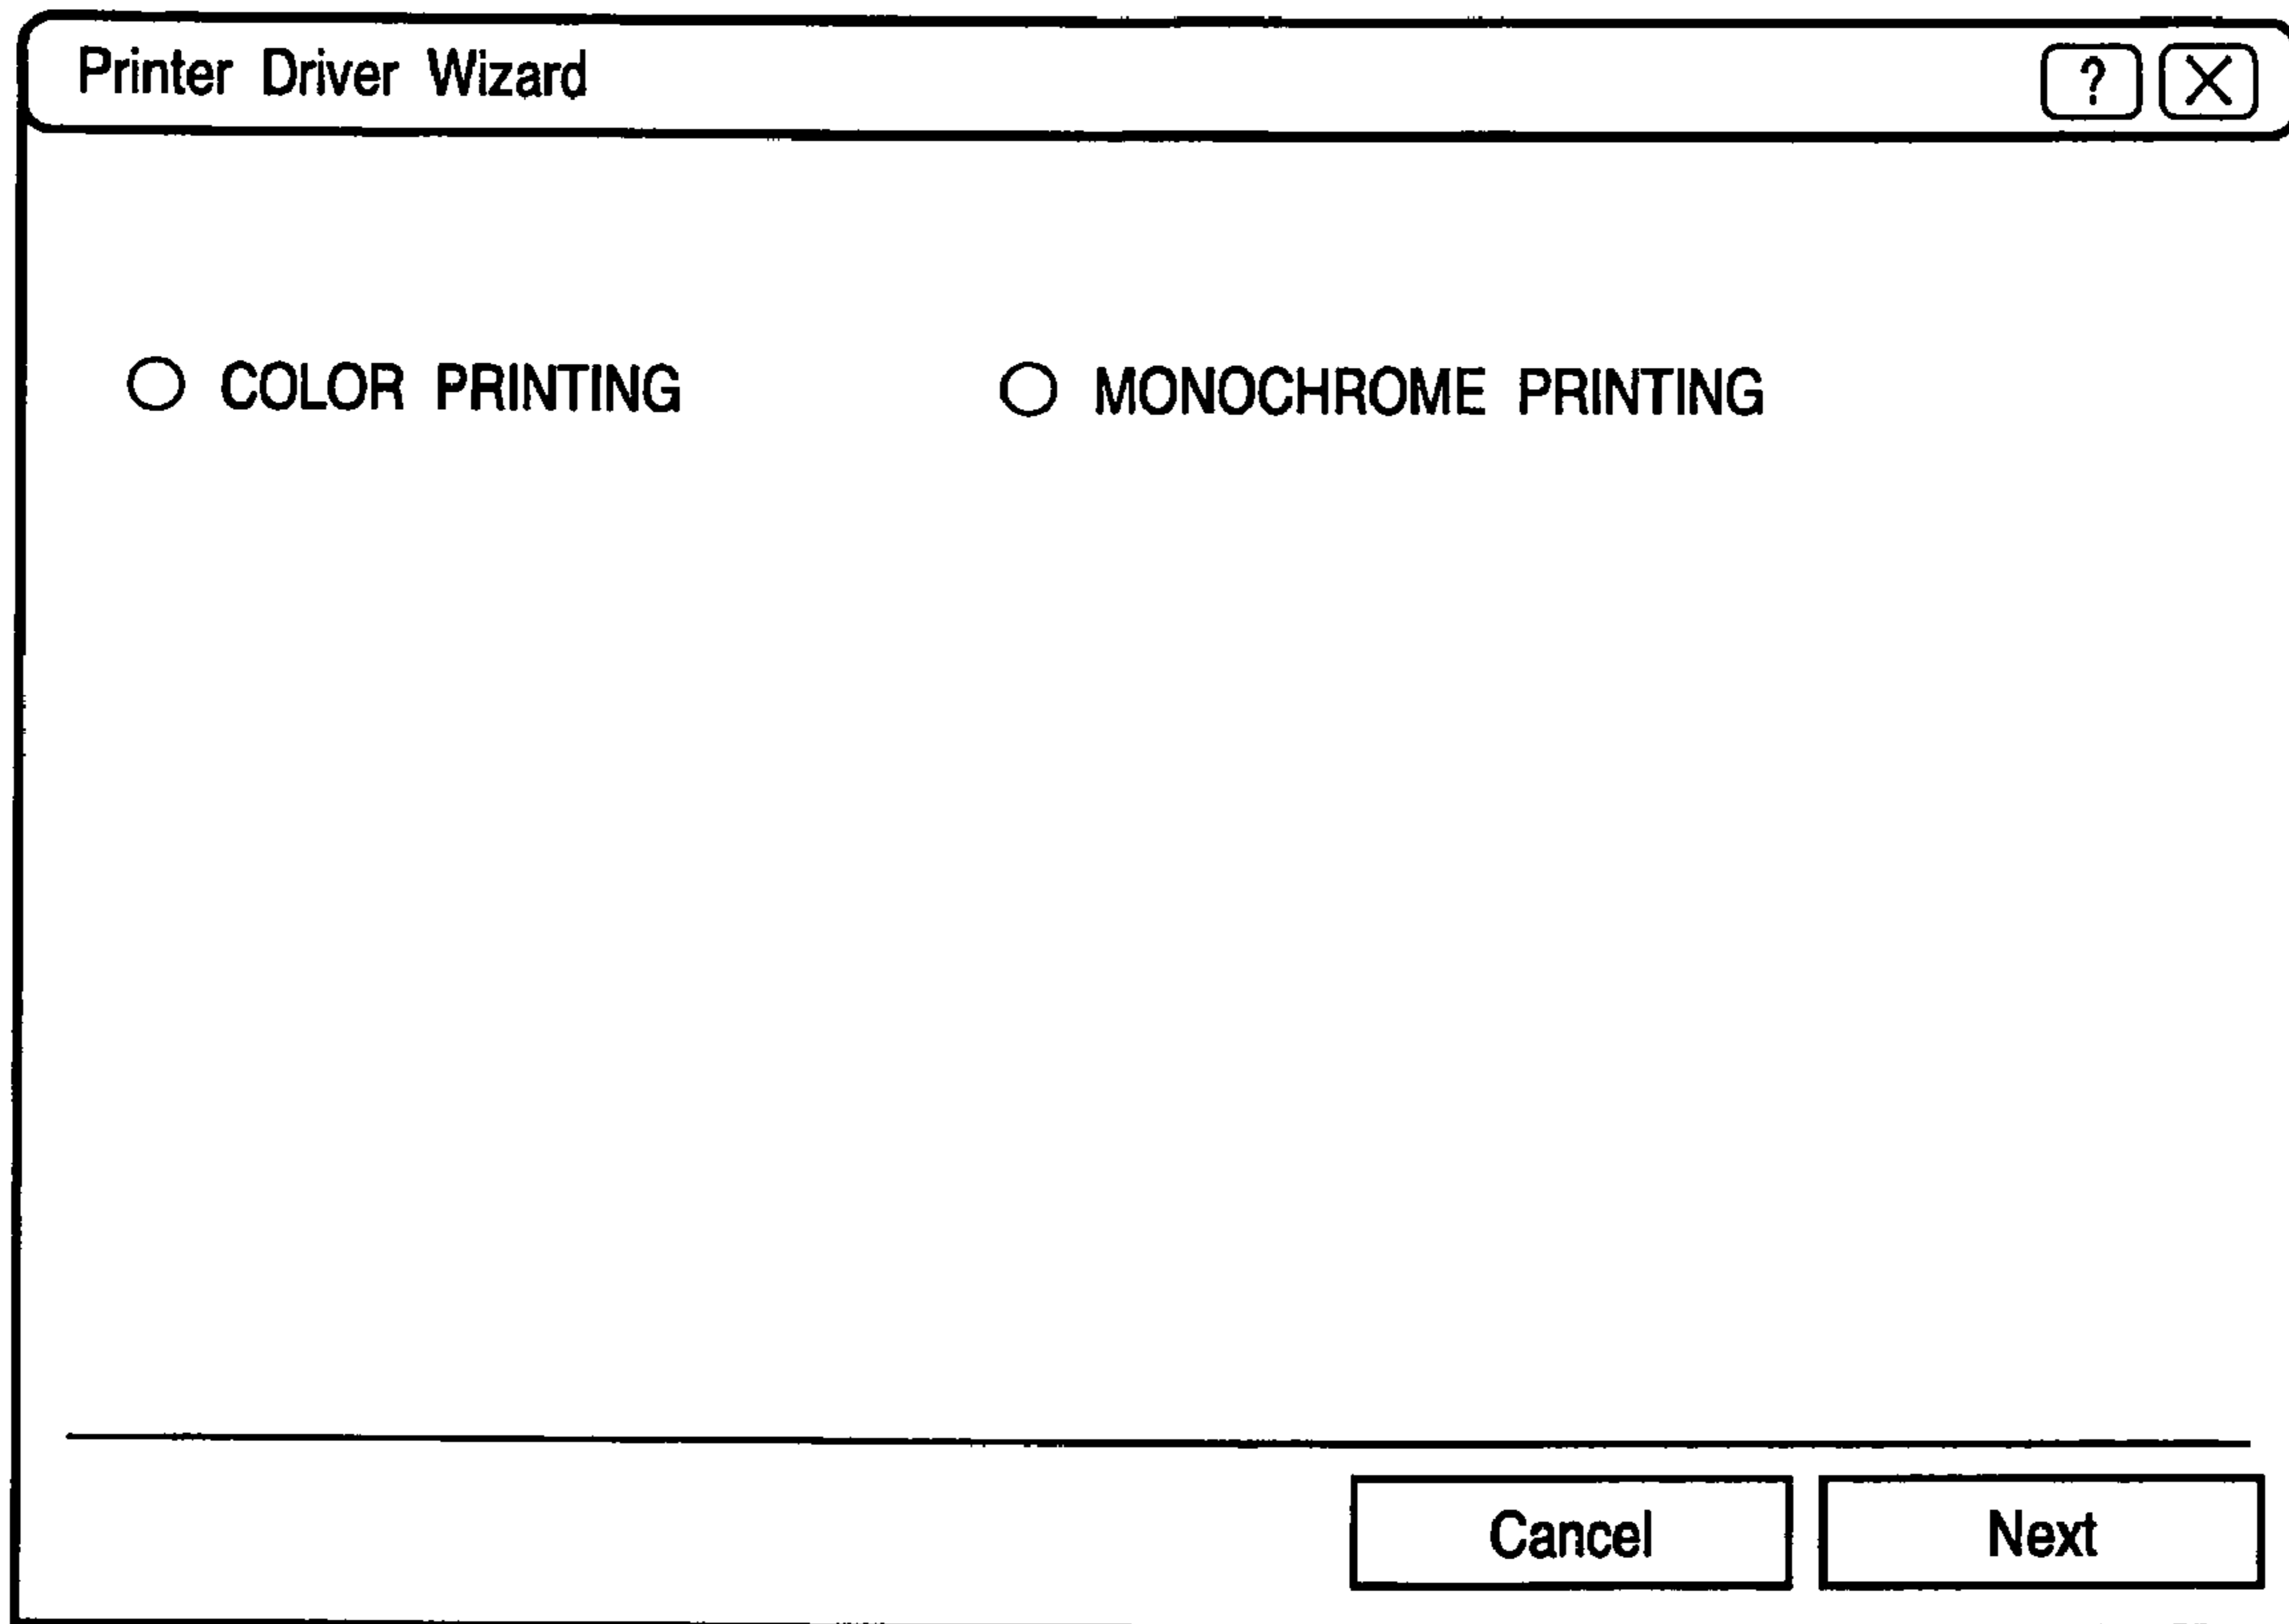 Printer Driver Wizard ? X
COLOR PRINTING MONOCHROME PRINTING
Cancel Next